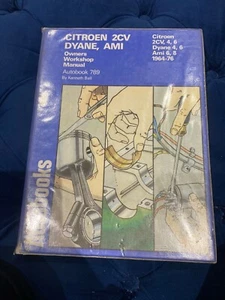 CITROEN 2CV
DYANE, AMI
Owners
Workshop
Manual
Autobook 789
By Kenneth Ball
Citroen
2CV, 4, 6
Dyane 4, 6
Ami 6, 8
1964-76